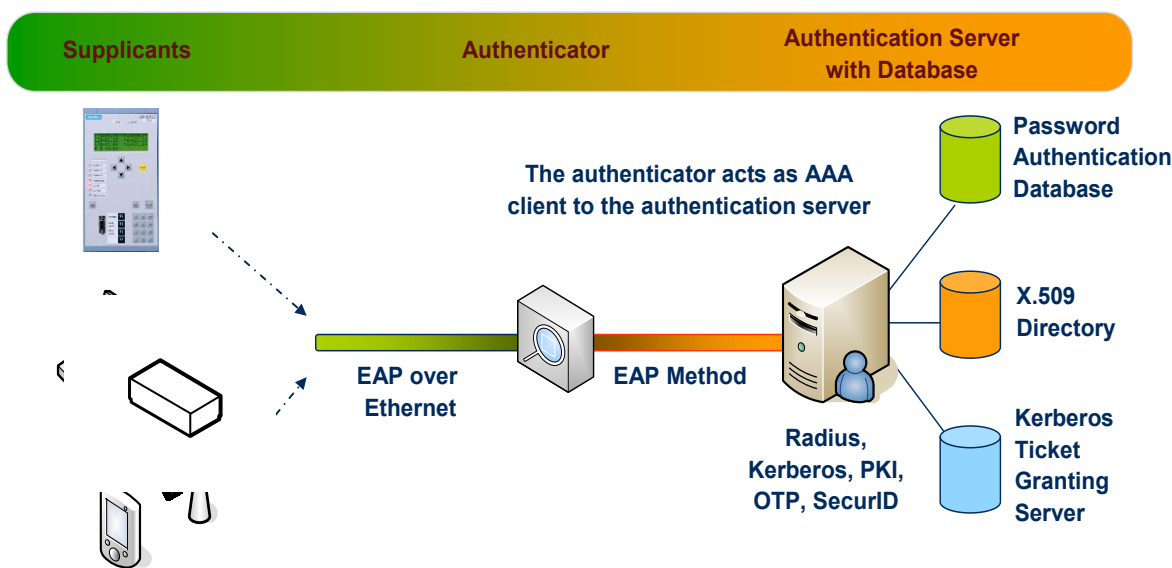 Supplicants
Authenticator
Authentication Server
with Database
The authenticator acts as AAA
client to the authentication server
Password
Authentication
Database
X.509
Directory
EAP over
Ethernet
EAP Method
Radius,
Kerberos, PKI,
OTP, SecurID
Kerberos
Ticket
Granting
Server